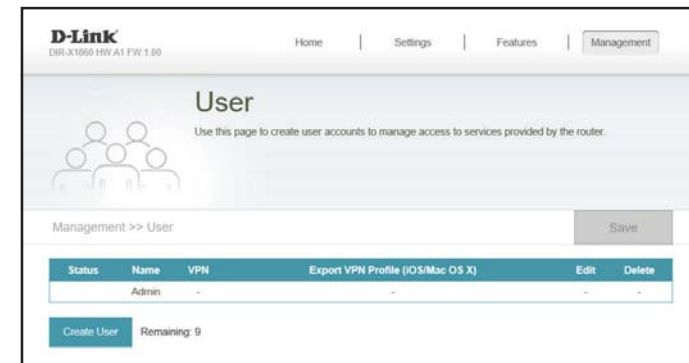 D-Link
DIR-X1860 HW:A1 FW:1.00
Home | Settings | Features | Management
User
Use this page to create user accounts to manage access to services provided by the router.
Management >> User
Save
Status Name VPN Export VPN Profile (iOS/Mac OS X) Edit Delete
Admin - - - -
Create User Remaining: 9